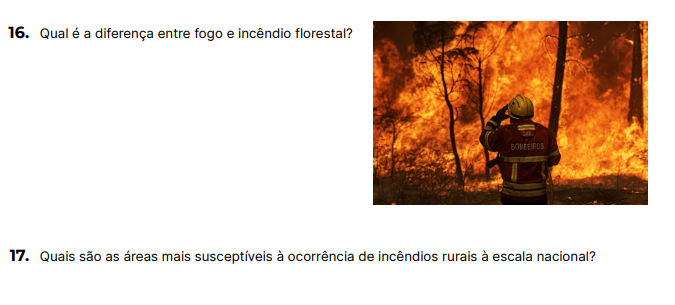 16. Qual é a diferença entre fogo e incêndio florestal?
BOMBEIROS
17. Quais são as áreas mais susceptíveis à ocorrência de incêndios rurais à escala nacional?